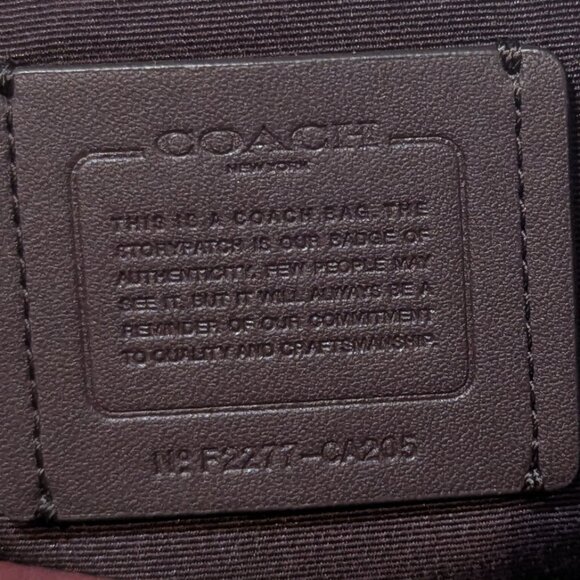 COACH
NEW YORK
THIS IS A COACH BAG. THE
STORYPATCH IS OUR BADGE OF
AUTHENTICITY. FEW PEOPLE MAY
SEE IT, BUT IT WILL ALWAYS BE A
REMINDER OF OUR COMMITMENT
TO QUALITY AND CRAFTSMANSHIP.
Nº F2277-CA205